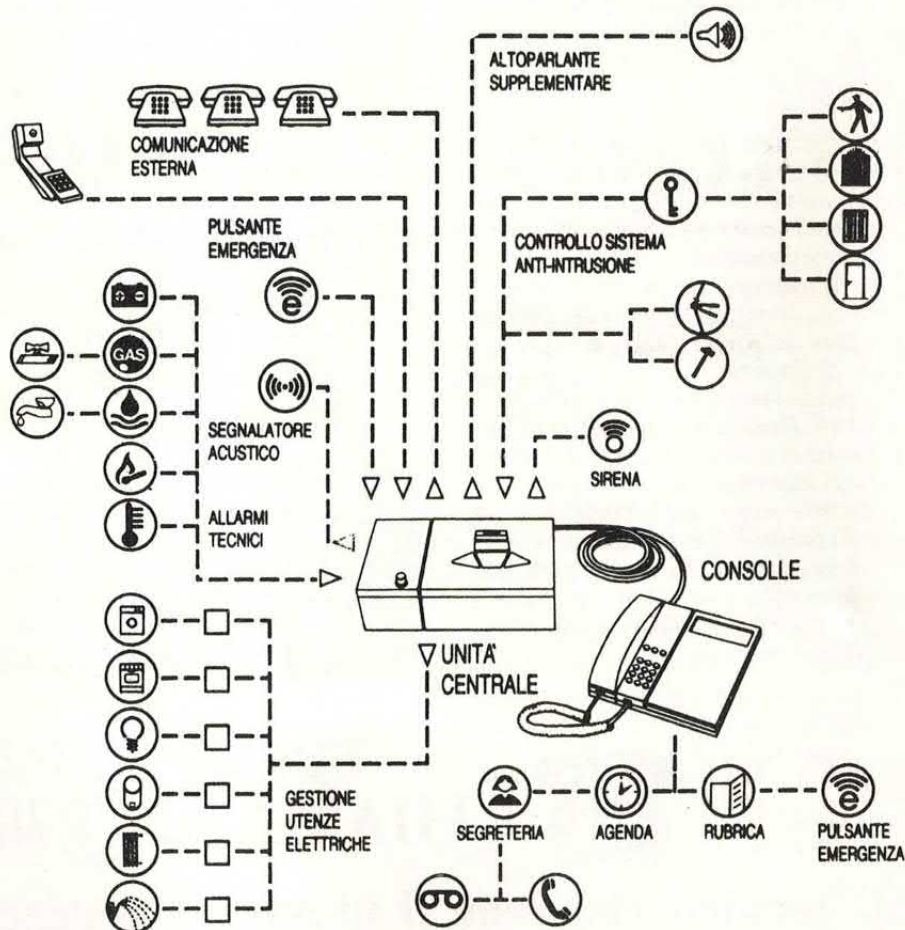 ALTOPARLANTE
SUPPLEMENTARE
COMUNICAZIONE
ESTERNA
PULSANTE
EMERGENZA
e
CONTROLLO SISTEMA
ANTI-INTRUSIONE
GAS
SEGNALATORE
ACUSTICO
SIRENA
ALLARMI
TECNICI
CONSOLLE
UNITA'
CENTRALE
GESTIONE
UTENZE
ELETTRICHE
SEGRETERIA
AGENDA
RUBRICA
e
PULSANTE
EMERGENZA